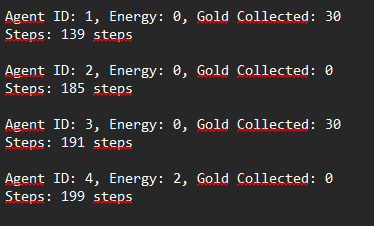 Agent ID: 1, Energy: 0, Gold Collected: 30
Steps: 139 steps
Agent ID: 2, Energy: 0, Gold Collected: 0
Steps: 185 steps
Agent ID: 3, Energy: 0, Gold Collected: 30
Steps: 191 steps
Agent ID: 4, Energy: 2, Gold Collected: 0
Steps: 199 steps